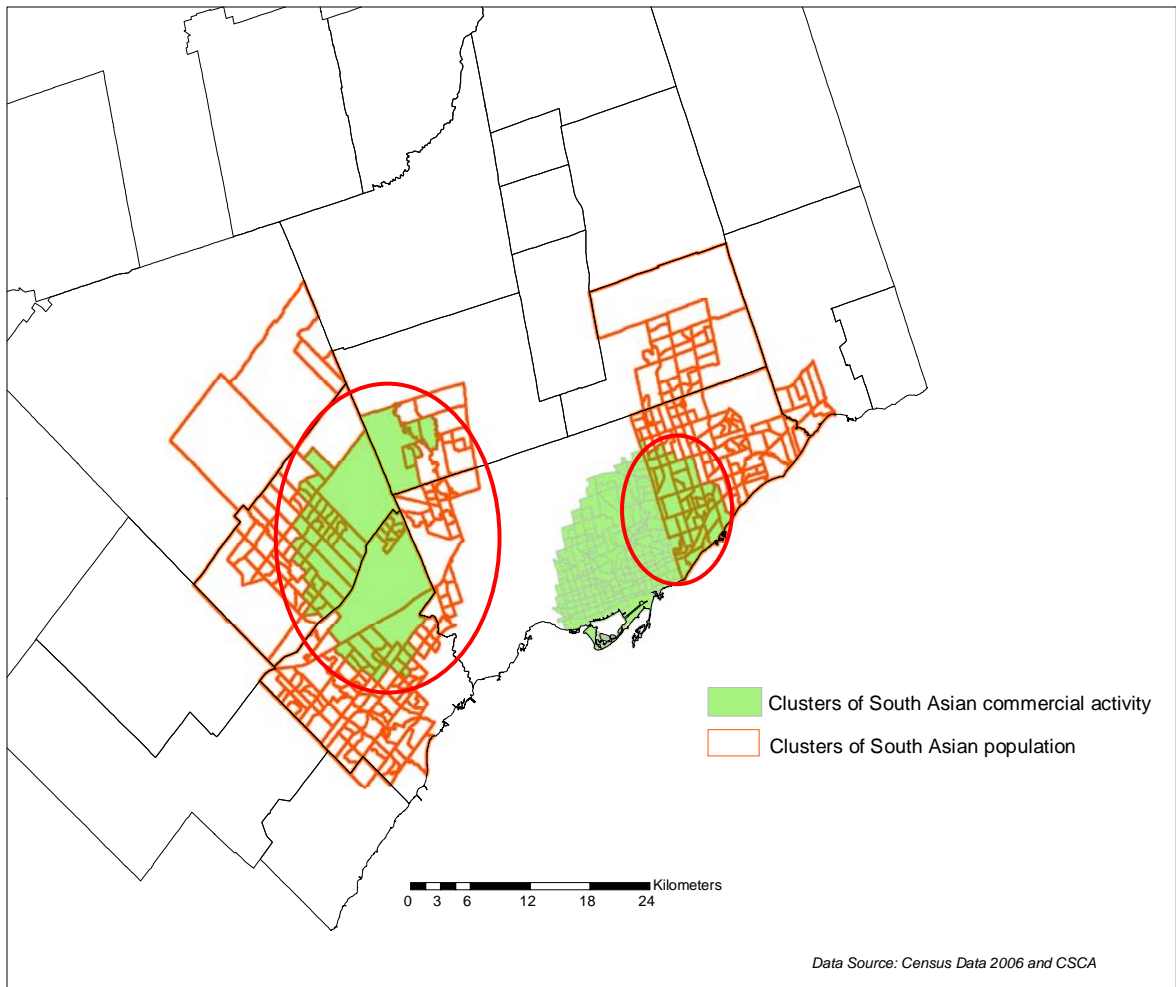 Clusters of South Asian commercial activity
Clusters of South Asian population
Kilometers
0 3 6 12 18 24
Data Source: Census Data 2006 and CSCA